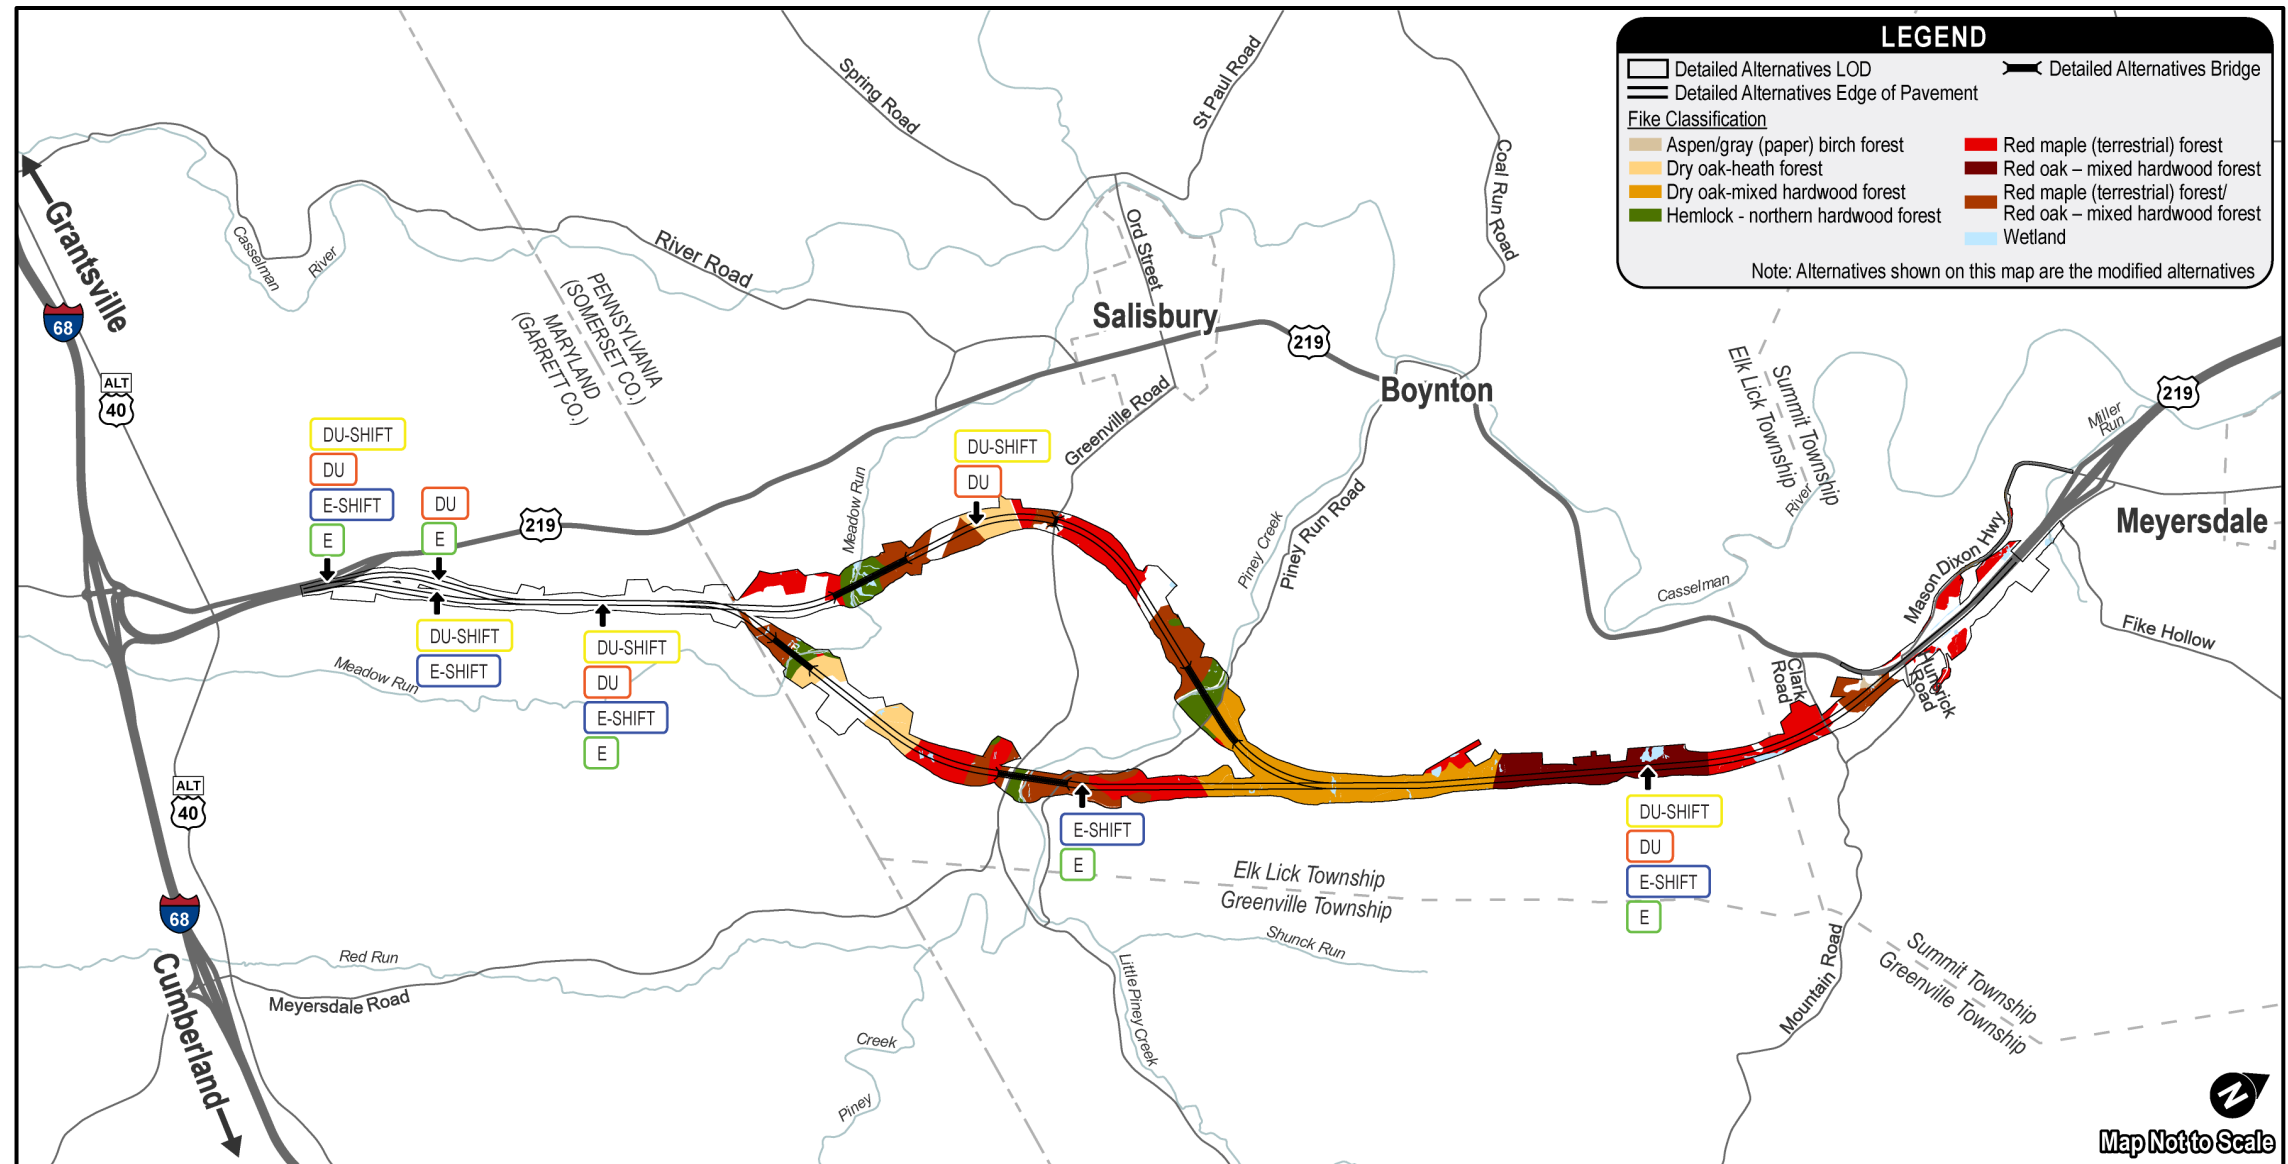 LEGEND
Detailed Alternatives LOD
Detailed Alternatives Bridge
Detailed Alternatives Edge of Pavement
Fike Classification
Aspen/gray (paper) birch forest
Dry oak-heath forest
Dry oak-mixed hardwood forest
Hemlock - northern hardwood forest
Red maple (terrestrial) forest
Red oak – mixed hardwood forest
Red maple (terrestrial) forest/
Red oak – mixed hardwood forest
Wetland
Note: Alternatives shown on this map are the modified alternatives
Grantsville
68
ALT
40
Casselman
River
Spring Road
St Paul Road
Coal Run Road
River Road
Ord Street
PENNSYLVANIA
(SOMERSET CO.)
MARYLAND
(GARRETT CO.)
Salisbury
219
Boynton
Greenville Road
Elk Lick Township
Summit Township
River
219
Miller
Run
Meyersdale
DU-SHIFT
DU
E-SHIFT
E
DU
E
219
Meadow Run
DU-SHIFT
DU
Piney Creek
Piney Run Road
Casselman
Mason Dixon Hwy
Fike Hollow
DU-SHIFT
E-SHIFT
Meadow Run
DU-SHIFT
DU
E-SHIFT
E
Clark
Road
Humrick
Road
ALT
40
E-SHIFT
E
DU-SHIFT
DU
E-SHIFT
E
Elk Lick Township
Greenville Township
68
Red Run
Meyersdale Road
Shunck Run
Little Piney Creek
Mountain Road
Summit Township
Greenville Township
Cumberland
Creek
Piney
N
Map Not to Scale